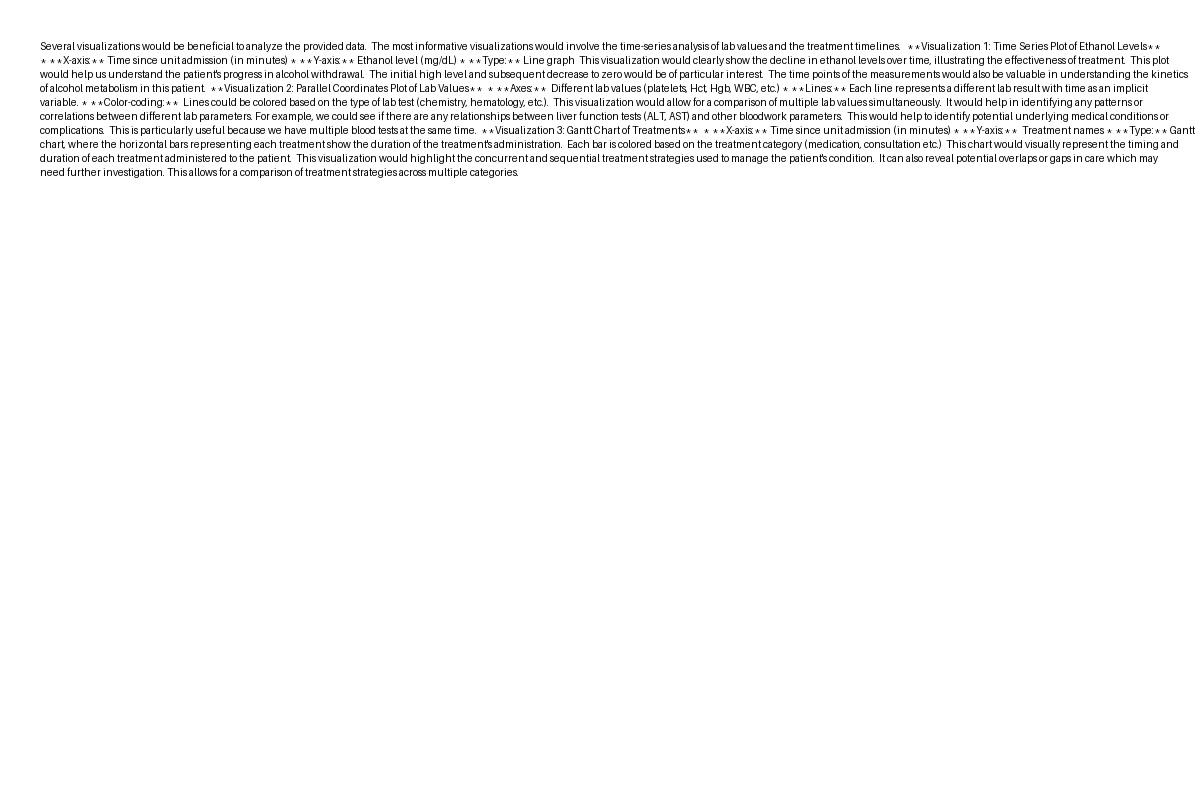 Several visualizations would be beneficial to analyze the provided data.  The most informative visualizations would involve the time-series analysis of lab values and the treatment timelines.   **Visualization 1: Time Series Plot of Ethanol Levels**
* **X-axis:** Time since unit admission (in minutes) * **Y-axis:** Ethanol level (mg/dL) * **Type:** Line graph  This visualization would clearly show the decline in ethanol levels over time, illustrating the effectiveness of treatment.  This plot
would help us understand the patient's progress in alcohol withdrawal.  The initial high level and subsequent decrease to zero would be of particular interest.  The time points of the measurements would also be valuable in understanding the kinetics
of alcohol metabolism in this patient.  **Visualization 2: Parallel Coordinates Plot of Lab Values**  * **Axes:**  Different lab values (platelets, Hct, Hgb, WBC, etc.) * **Lines:** Each line represents a different lab result with time as an implicit
variable. * **Color-coding:**  Lines could be colored based on the type of lab test (chemistry, hematology, etc.).  This visualization would allow for a comparison of multiple lab values simultaneously.  It would help in identifying any patterns or
correlations between different lab parameters. For example, we could see if there are any relationships between liver function tests (ALT, AST) and other bloodwork parameters.  This would help to identify potential underlying medical conditions or
complications.  This is particularly useful because we have multiple blood tests at the same time.  **Visualization 3: Gantt Chart of Treatments**  * **X-axis:** Time since unit admission (in minutes) * **Y-axis:**  Treatment names * **Type:** Gantt
chart, where the horizontal bars representing each treatment show the duration of the treatment's administration.  Each bar is colored based on the treatment category (medication, consultation etc.)  This chart would visually represent the timing and
duration of each treatment administered to the patient.  This visualization would highlight the concurrent and sequential treatment strategies used to manage the patient's condition.  It can also reveal potential overlaps or gaps in care which may
need further investigation. This allows for a comparison of treatment strategies across multiple categories.